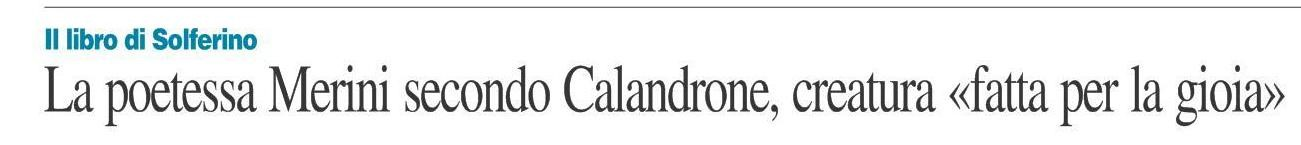 Il libro di Solferino
La poetessa Merini secondo Calandrone, creatura «fatta per la gioia»